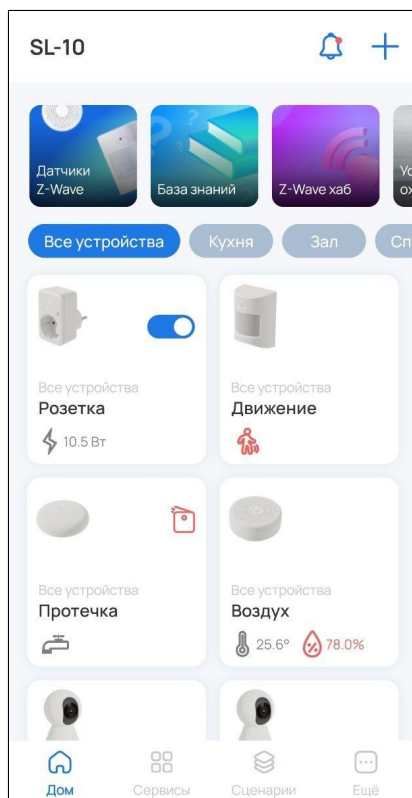 SL-10
Датчики
Z-Wave
База знаний
Z-Wave хаб
Все устройства
Кухня
Зал
Все устройства
Розетка
10.5 Вт
Все устройства
Движение
Все устройства
Протечка
Все устройства
Воздух
25.6°
78.0%
Дом
Сервисы
Сценарии
Ещё